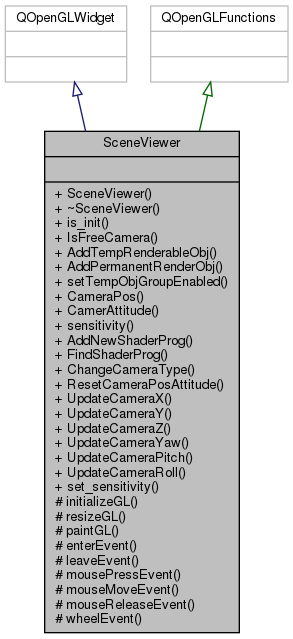 QOpenGLWidget
QOpenGLFunctions
SceneViewer
+ SceneViewer()
+ ~SceneViewer()
+ is_init()
+ IsFreeCamera()
+ AddTempRenderableObj()
+ AddPermanentRenderObj()
+ setTempObjGroupEnabled()
+ CameraPos()
+ CamerAttitude()
+ sensitivity()
+ AddNewShaderProg()
+ FindShaderProg()
+ ChangeCameraType()
+ ResetCameraPosAttitude()
+ UpdateCameraX()
+ UpdateCameraY()
+ UpdateCameraZ()
+ UpdateCameraYaw()
+ UpdateCameraPitch()
+ UpdateCameraRoll()
+ set_sensitivity()
# initializeGL()
# resizeGL()
# paintGL()
# enterEvent()
# leaveEvent()
# mousePressEvent()
# mouseMoveEvent()
# mouseReleaseEvent()
# wheelEvent()